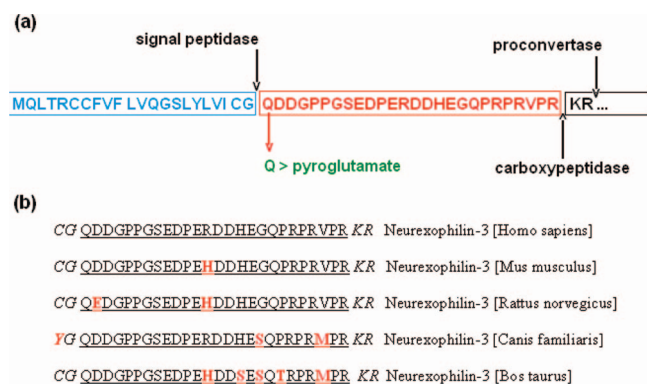 (a)
signal peptidase
proconvertase
MQLTRCCFVF LVQGSLYLVI CG QDDGPPGSEDPERDDHEGQPRPRVPR KR...
Q > pyroglutamate
carboxypeptidase
(b)
CG QDDGPPGSEDPERDDHEGQPRPRVPR KR Neurexophilin-3 [Homo sapiens]
CG QDDGPPGSEDPEHDDHEGQPRPRVPR KR Neurexophilin-3 [Mus musculus]
CG QEDGPPGSEDPEHDDHEGQPRPRVPR KR Neurexophilin-3 [Rattus norvegicus]
YG QDDGPPGSEDPERDDHESQPRPRMPR KR Neurexophilin-3 [Canis familiaris]
CG QDDGPPGSEDPEHDDSESQTRPRMPR KR Neurexophilin-3 [Bos taurus]